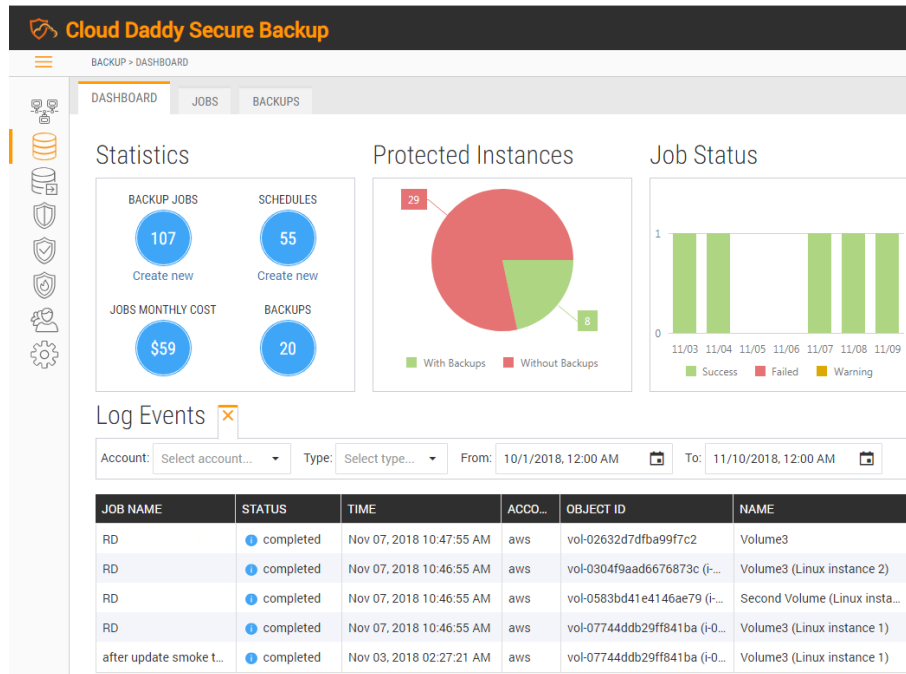 Cloud Daddy Secure Backup
BACKUP > DASHBOARD
DASHBOARD JOBS BACKUPS
Statistics
BACKUP JOBS SCHEDULES
107 55
Create new Create new
JOBS MONTHLY COST BACKUPS
$59 20
Protected Instances
29
8
With Backups Without Backups
Job Status
1
0
11/03 11/04 11/05 11/06 11/07 11/08 11/09
Success Failed Warning
Log Events
Account: Select account... Type: Select type... From: 10/1/2018, 12:00 AM To: 11/10/2018, 12:00 AM
JOB NAME STATUS TIME ACCO... OBJECT ID NAME
RD completed Nov 07, 2018 10:47:55 AM aws vol-02632d7dfba99f7c2 Volume3
RD completed Nov 07, 2018 10:46:55 AM aws vol-0304f9aad6676873c (i-... Volume3 (Linux instance 2)
RD completed Nov 07, 2018 10:46:55 AM aws vol-0583bd41e4146ae79 (i-... Second Volume (Linux insta...
RD completed Nov 07, 2018 10:46:55 AM aws vol-07744ddb29ff841ba (i-0... Volume3 (Linux instance 1)
after update smoke t... completed Nov 03, 2018 02:27:21 AM aws vol-07744ddb29ff841ba (i-0... Volume3 (Linux instance 1)